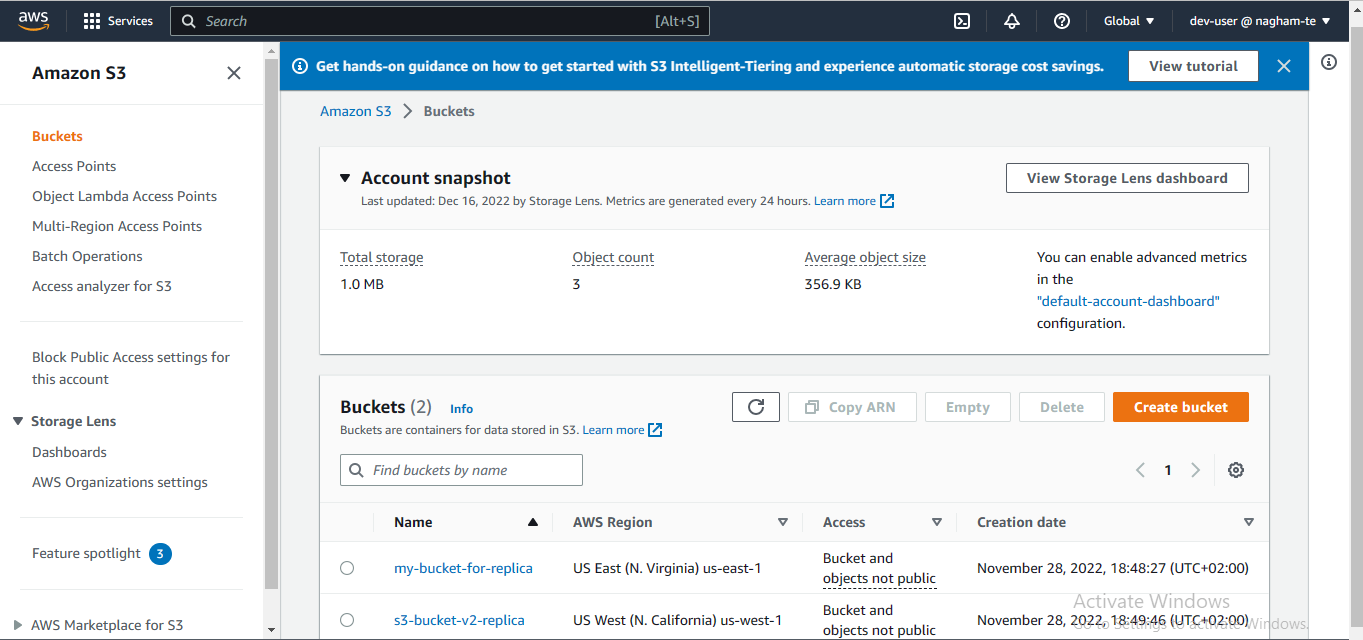 aws
Services
Search
[Alt+S]
Global
dev-user @ nagham-te
Amazon S3
Buckets
Access Points
Object Lambda Access Points
Multi-Region Access Points
Batch Operations
Access analyzer for S3
Block Public Access settings for
this account
Storage Lens
Dashboards
AWS Organizations settings
Feature spotlight 3
AWS Marketplace for S3
Get hands-on guidance on how to get started with S3 Intelligent-Tiering and experience automatic storage cost savings.
View tutorial
Amazon S3 > Buckets
Account snapshot
Last updated: Dec 16, 2022 by Storage Lens. Metrics are generated every 24 hours. Learn more
View Storage Lens dashboard
Total storage
1.0 MB
Object count
3
Average object size
356.9 KB
You can enable advanced metrics
in the
"default-account-dashboard"
configuration.
Buckets (2) Info
Buckets are containers for data stored in S3. Learn more
Copy ARN
Empty
Delete
Create bucket
Find buckets by name
1
Name AWS Region Access Creation date
my-bucket-for-replica US East (N. Virginia) us-east-1 Bucket and
objects not public November 28, 2022, 18:48:27 (UTC+02:00)
s3-bucket-v2-replica US West (N. California) us-west-1 Bucket and
objects not public November 28, 2022, 18:49:46 (UTC+02:00)
Activate Windows
Go to Settings to activate Windows.